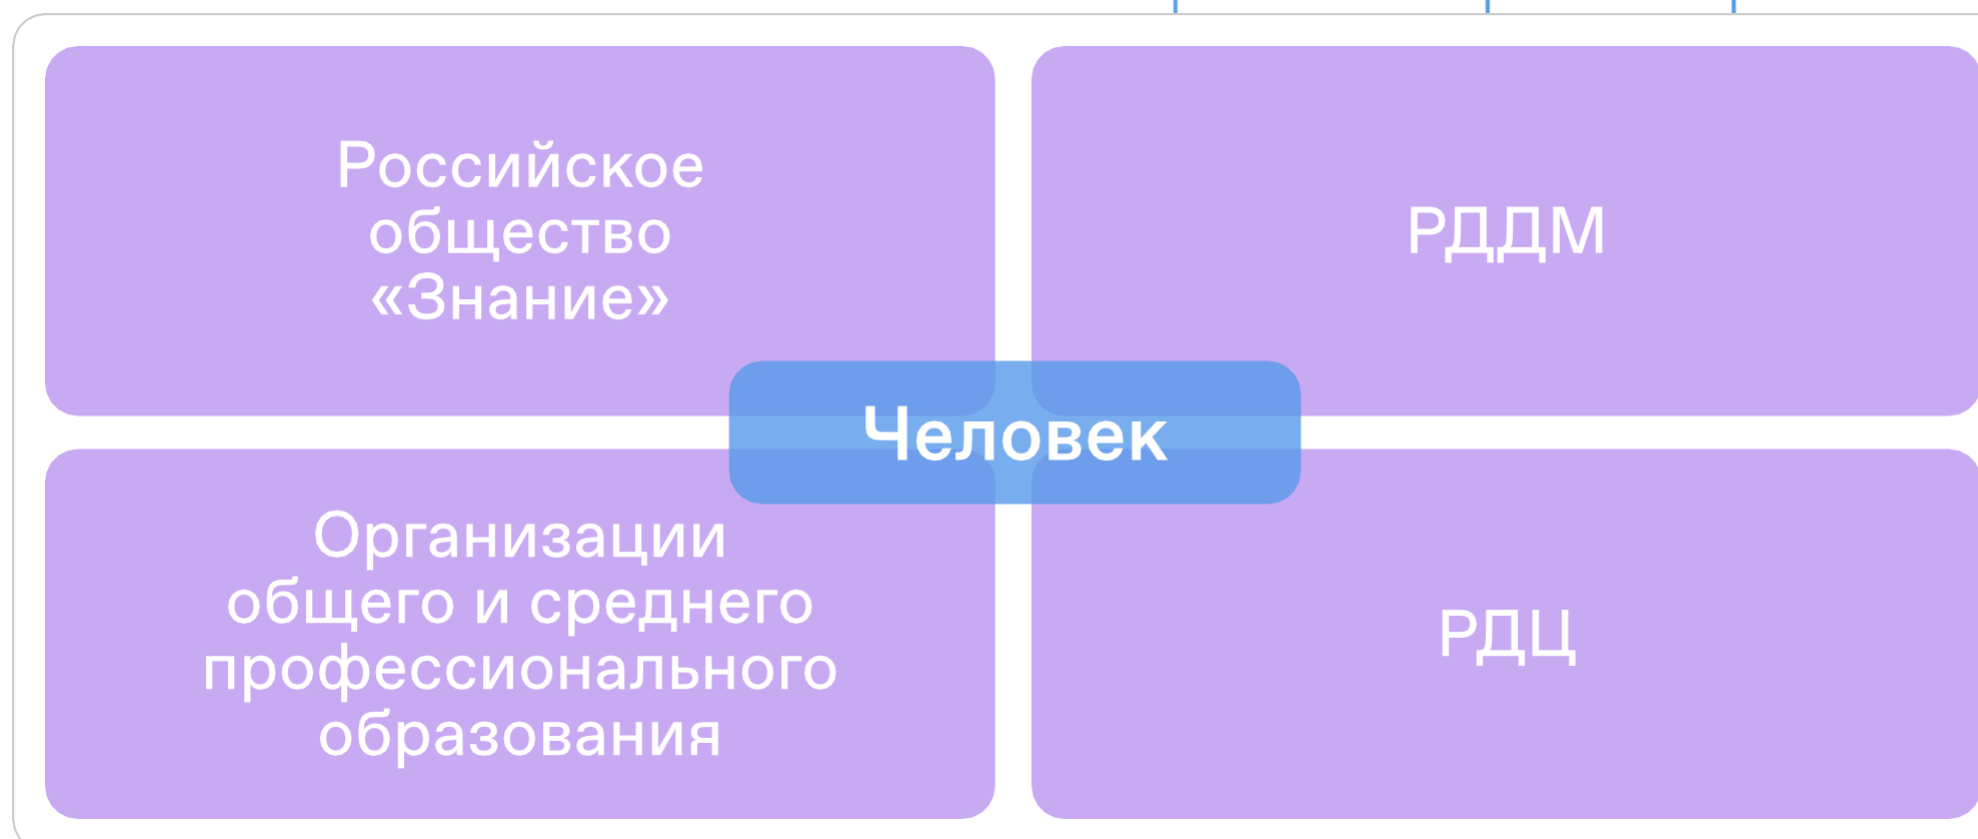 Российское
общество
«Знание»
РДДМ
Человек
Организации
общего и среднего
профессионального
образования
РДЦ